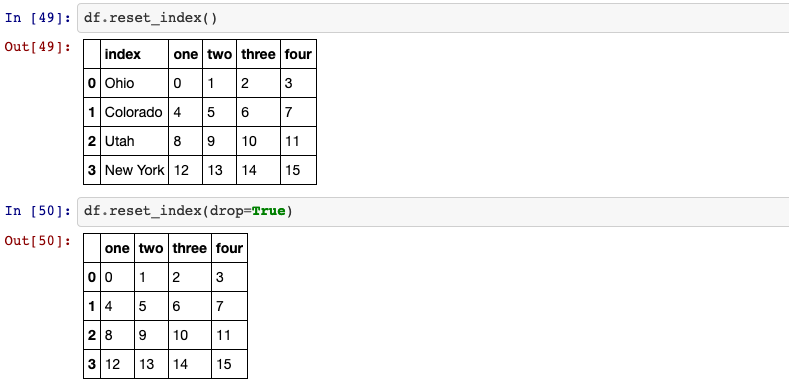 In [49]: df.reset_index()
Out[49]:
index one two three four
0 Ohio 0 1 2 3
1 Colorado 4 5 6 7
2 Utah 8 9 10 11
3 New York 12 13 14 15
In [50]: df.reset_index(drop=True)
Out[50]:
one two three four
0 0 1 2 3
1 4 5 6 7
2 8 9 10 11
3 12 13 14 15